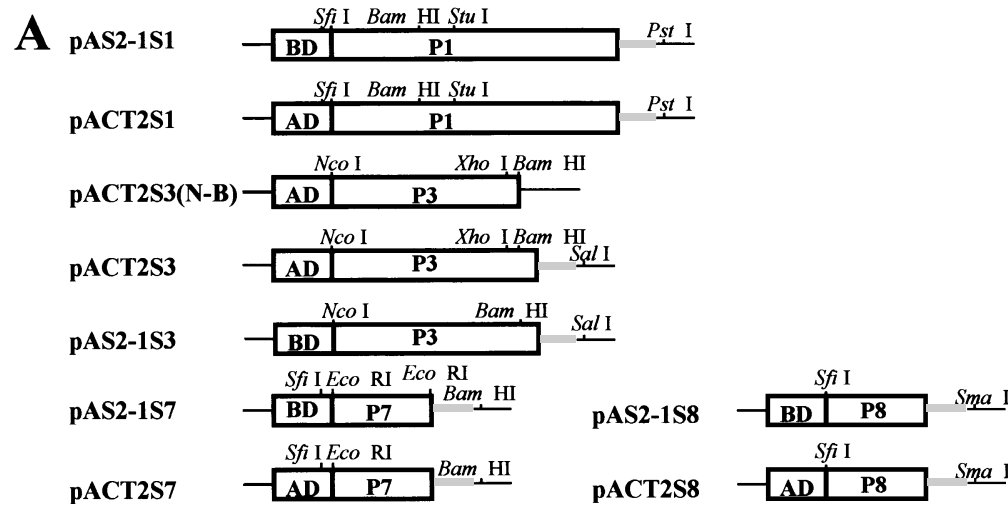 A
Sfi I Bam HI Stu I
pAS2-1S1 BD P1 Pst I
Sfi I Bam HI Stu I
pACT2S1 AD P1 Pst I
Nco I Xho I Bam HI
pACT2S3(N-B) AD P3
Nco I Xho I Bam HI
pACT2S3 AD P3 Sal I
Nco I Bam HI
pAS2-1S3 BD P3 Sal I
Sfi I Eco RI Eco RI
pAS2-1S7 BD P7 Bam HI
Sfi I Eco RI
pACT2S7 AD P7 Bam HI
Sfi I
pAS2-1S8 BD P8 Sma I
Sfi I
pACT2S8 AD P8 Sma I